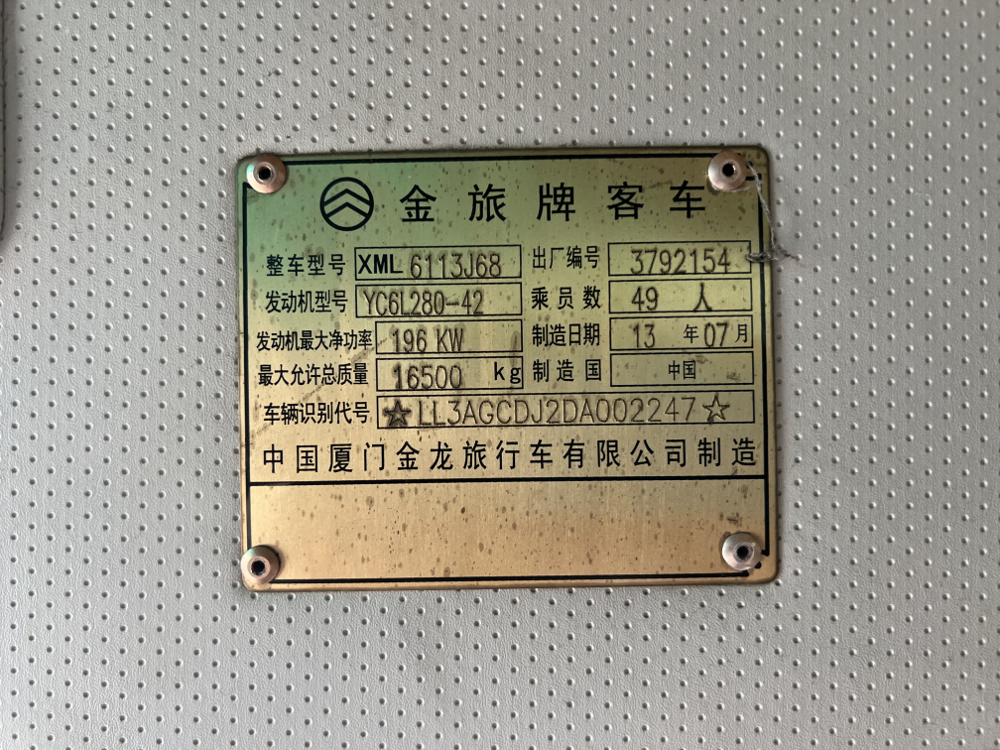 金旅牌客车
整车型号 XML 6113J68 出厂编号 3792154
发动机型号 YC6L280-42 乘员数 49 人
发动机最大净功率 196 KW 制造日期 13 年 07 月
最大允许总质量 16500 kg 制造国 中国
车辆识别代号 ★LL3AGCDJ2DA002247☆
中国厦门金龙旅行车有限公司制造